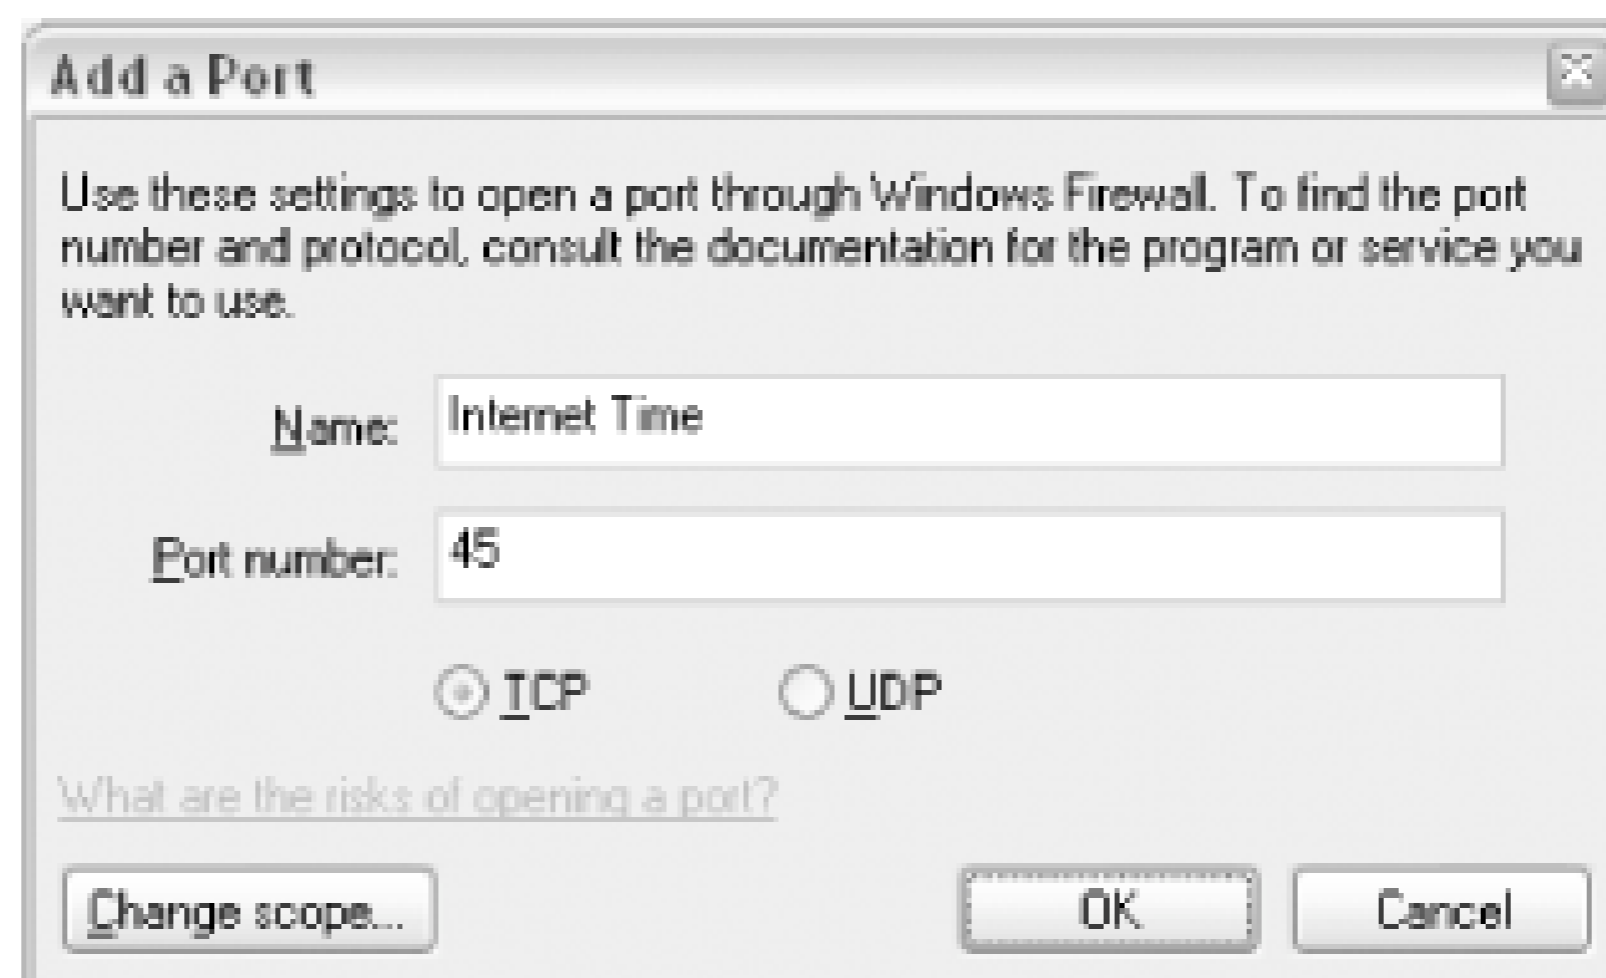 Add a Port
Use these settings to open a port through Windows Firewall. To find the port
number and protocol, consult the documentation for the program or service you
want to use.
Name: Internet Time
Port number: 45
TCP UDP
What are the risks of opening a port?
Change scope... OK Cancel